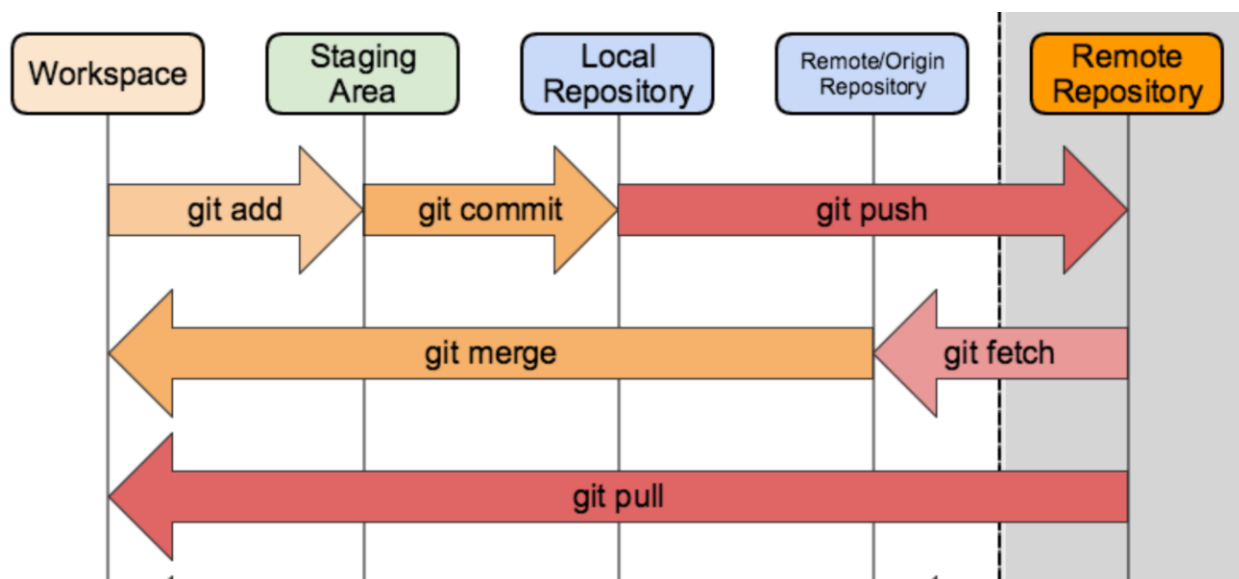 Workspace
Staging
Area
Local
Repository
Remote/Origin
Repository
Remote
Repository
git add
git commit
git push
git merge
git fetch
git pull